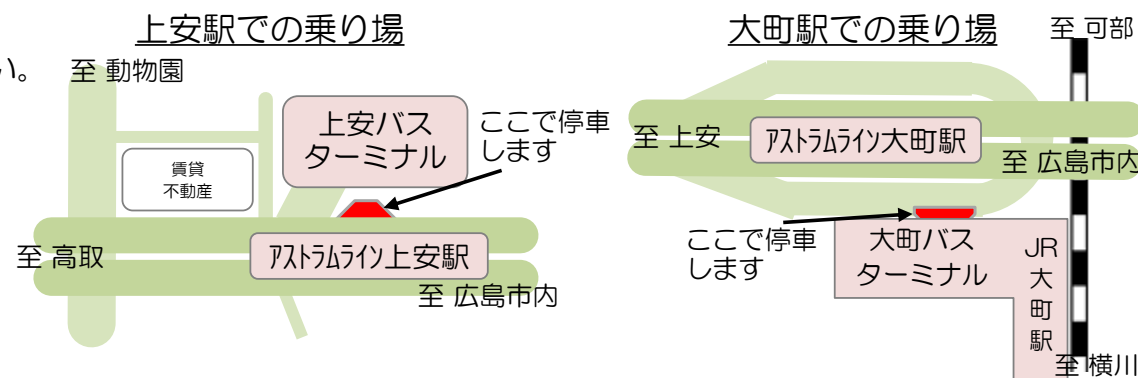 上安駅での乗り場
い。
至 動物園
上安バス
ターミナル
ここで停車
します
賃貸
不動産
至 高取
ｱｽﾄﾗﾑﾗｲﾝ上安駅
至 広島市内
大町駅での乗り場
至 可部
至 上安
ｱｽﾄﾗﾑﾗｲﾝ大町駅
至 広島市内
ここで停車
します
大町バス
ターミナル
JR
大
町
駅
至 横川